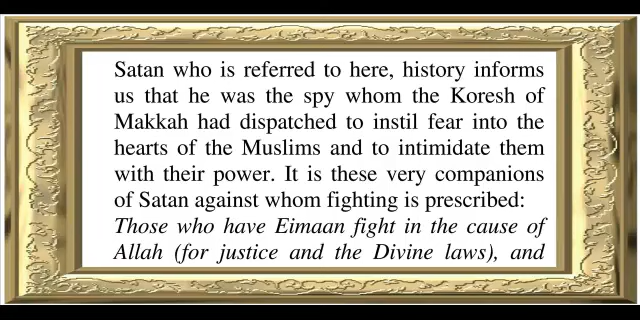 Satan who is referred to here, history informs
us that he was the spy whom the Koresh of
Makkah had dispatched to instil fear into the
hearts of the Muslims and to intimidate them
with their power. It is these very companions
of Satan against whom fighting is prescribed:
Those who have Eimaan fight in the cause of
Allah (for justice and the Divine laws), and